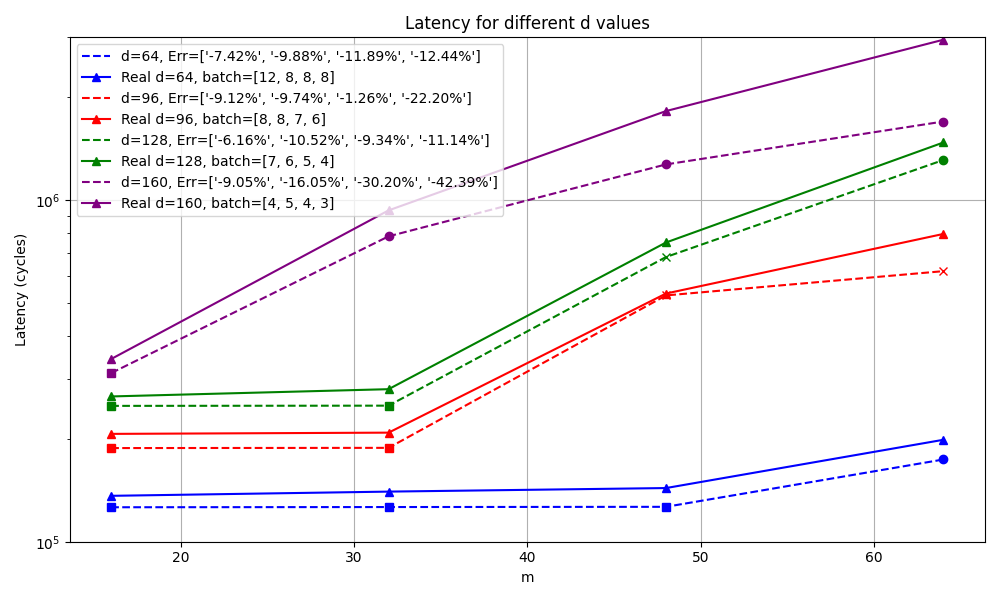 Latency for different d values
d=64, Err=['-7.42%', '-9.88%', '-11.89%', '-12.44%']
Real d=64, batch=[12, 8, 8, 8]
d=96, Err=['-9.12%', '-9.74%', '-1.26%', '-22.20%']
Real d=96, batch=[8, 8, 7, 6]
d=128, Err=['-6.16%', '-10.52%', '-9.34%', '-11.14%']
Real d=128, batch=[7, 6, 5, 4]
d=160, Err=['-9.05%', '-16.05%', '-30.20%', '-42.39%']
Real d=160, batch=[4, 5, 4, 3]
Latency (cycles)
10⁶
10⁵
20 30 40 50 60
m